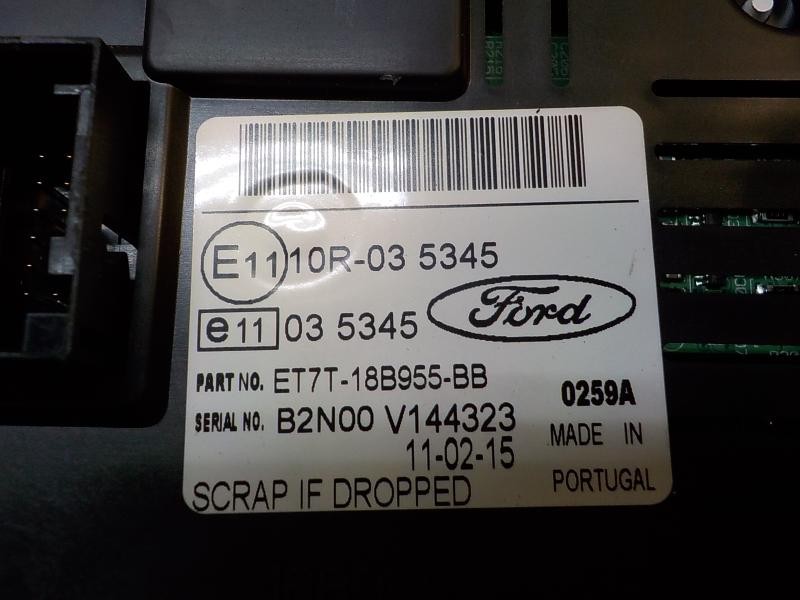 E11 10R-03 5345
e11 03 5345
Ford
PART NO. ET7T-18B955-BB
0259A
SERIAL NO. B2N00 V144323
MADE IN
11-02-15
PORTUGAL
SCRAP IF DROPPED